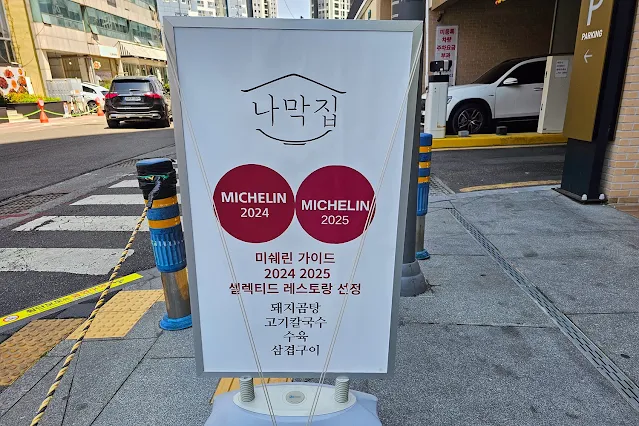 나막집
MICHELIN
2024
MICHELIN
2025
미쉐린 가이드
2024 2025
셀렉티드 레스토랑 선정
돼지곰탕
고기칼국수
수육
삼겹구이
P
PARKING
←